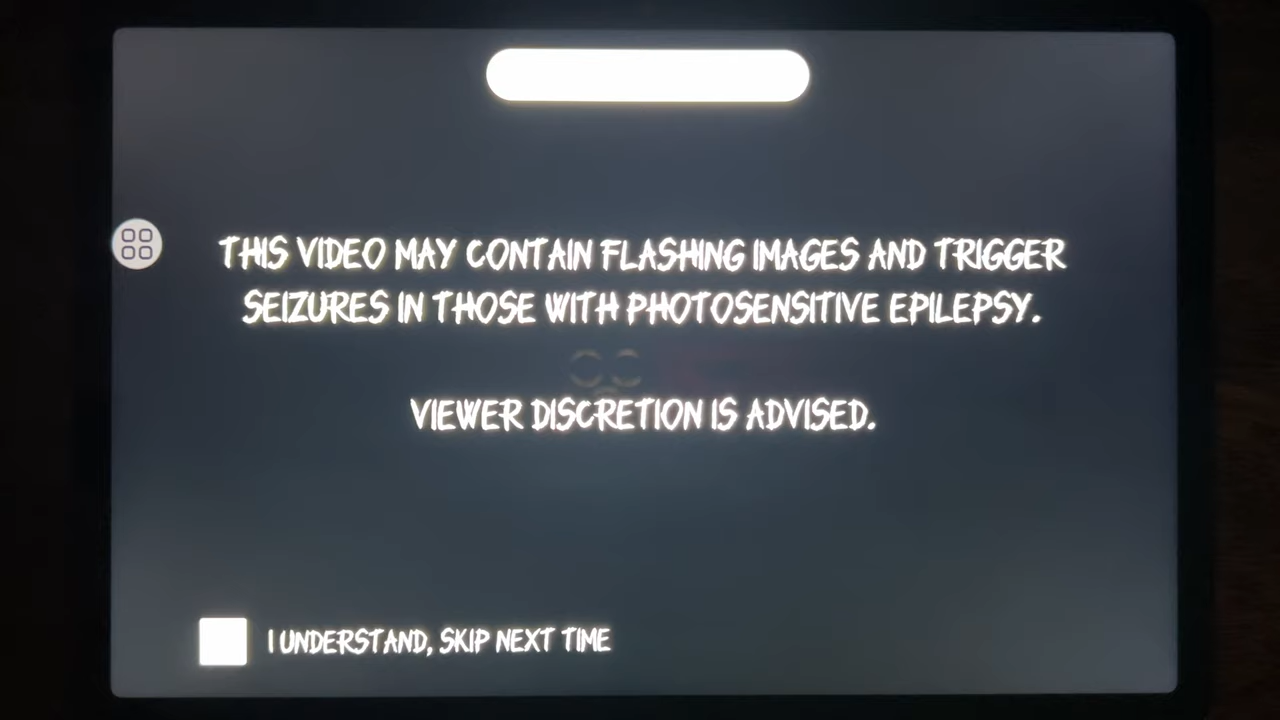 THIS VIDEO MAY CONTAIN FLASHING IMAGES AND TRIGGER
SEIZURES IN THOSE WITH PHOTOSENSITIVE EPILEPSY.
VIEWER DISCRETION IS ADVISED.
I UNDERSTAND, SKIP NEXT TIME